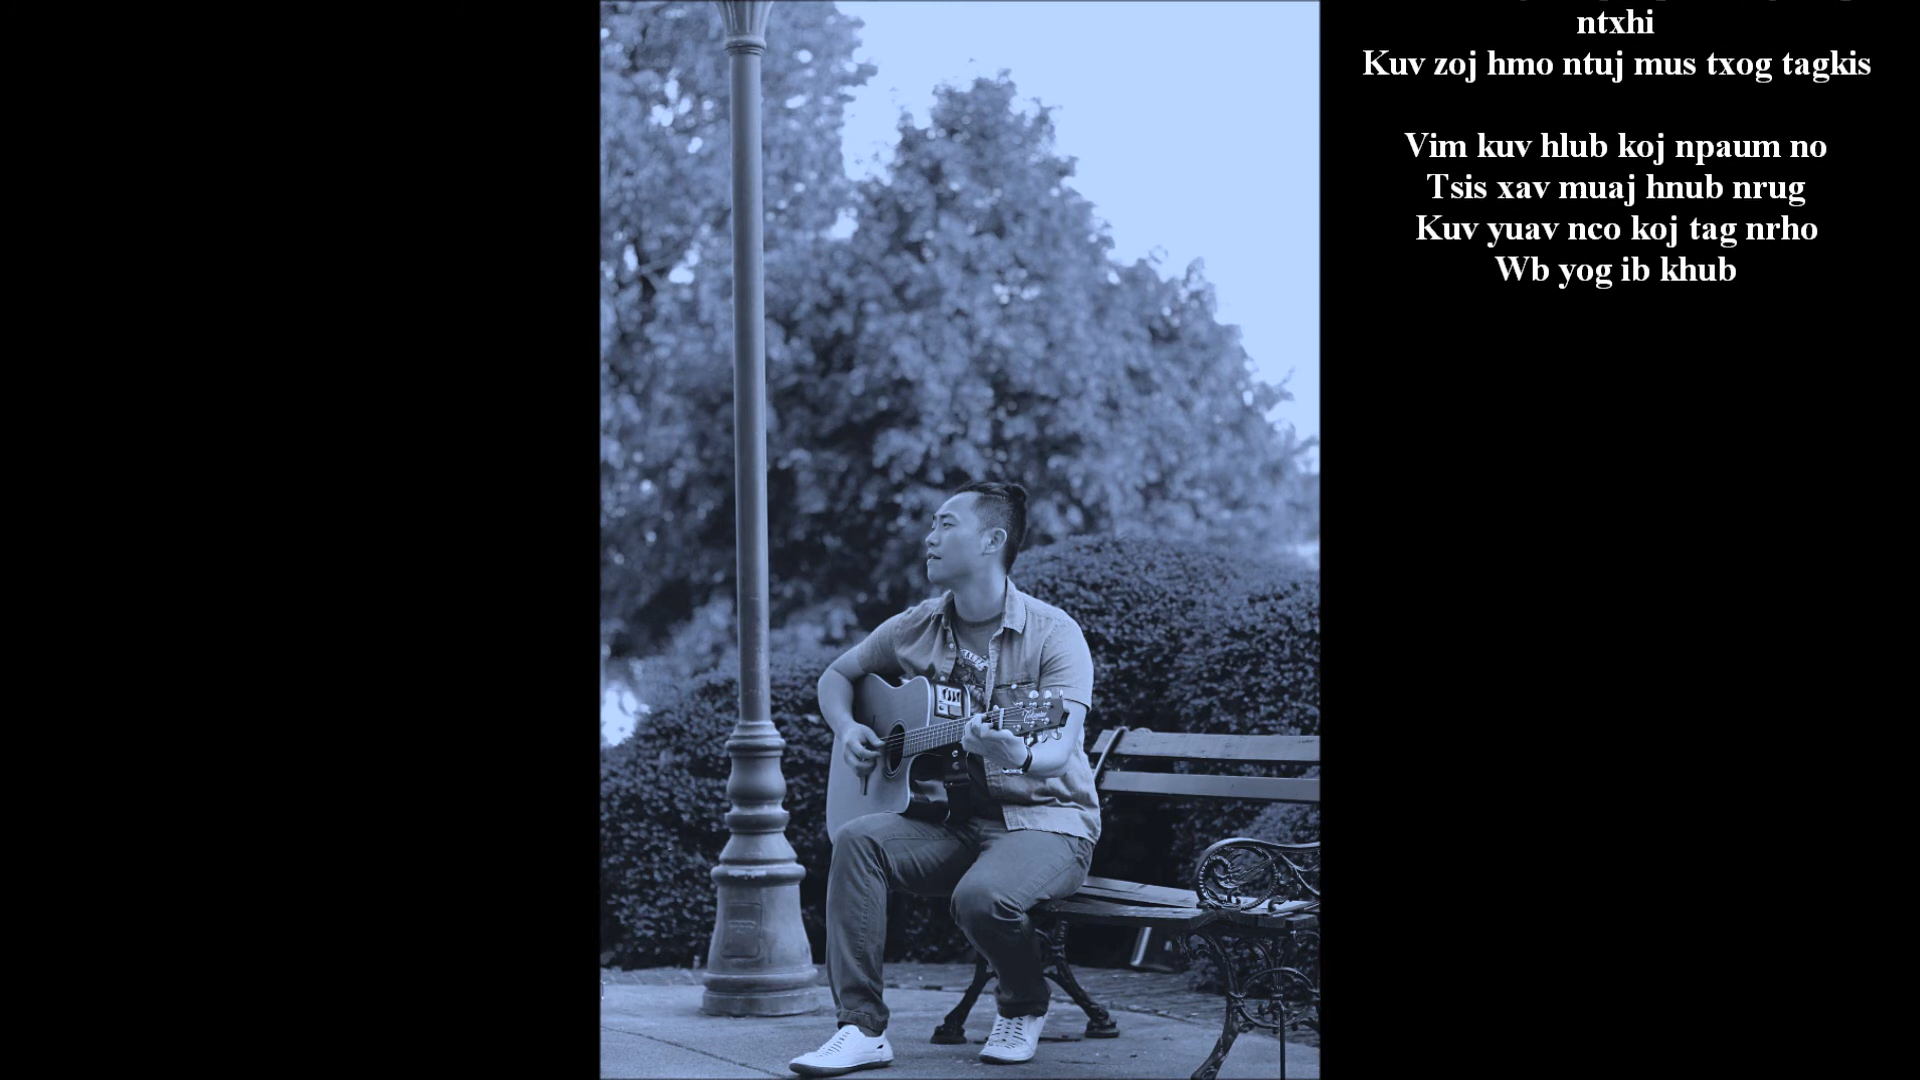 ntxhi
Kuv zoj hmo ntuj mus txog tagkis
Vim kuv hlub koj npaum no
Tsis xav muaj hnub nrug
Kuv yuav nco koj tag nrho
Wb yog ib khub